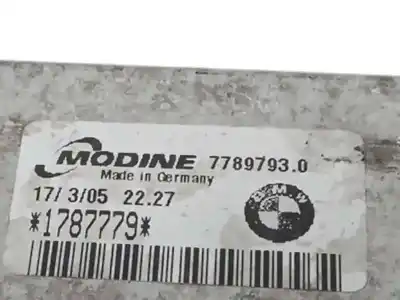 MODINE 7789793.0
Made in Germany
17/ 3/05 22.27
BMW
*1787779*